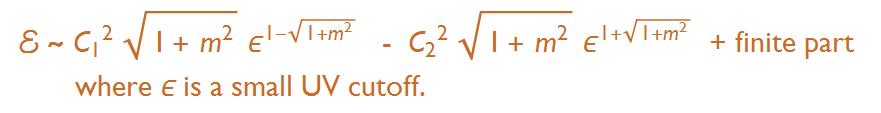 ℰ ~ C₁² √(1 + m²) ϵ^(1−√(1+m²)) - C₂² √(1 + m²) ϵ^(1+√(1+m²)) + finite part
where ϵ is a small UV cutoff.